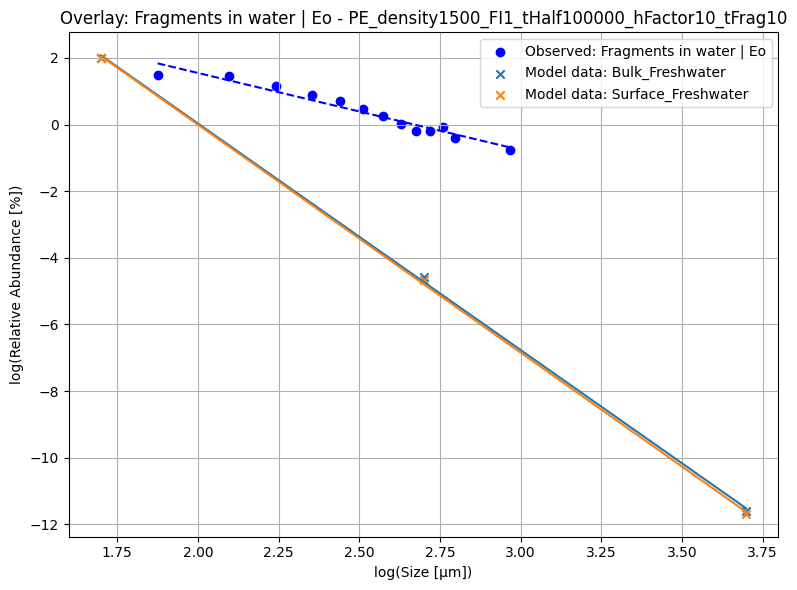 Overlay: Fragments in water | Eo - PE_density1500_FI1_tHalf100000_hFactor10_tFrag10
Observed: Fragments in water | Eo
Model data: Bulk_Freshwater
Model data: Surface_Freshwater
log(Relative Abundance [%])
2
0
−2
−4
−6
−8
−10
−12
1.75 2.00 2.25 2.50 2.75 3.00 3.25 3.50 3.75
log(Size [μm])